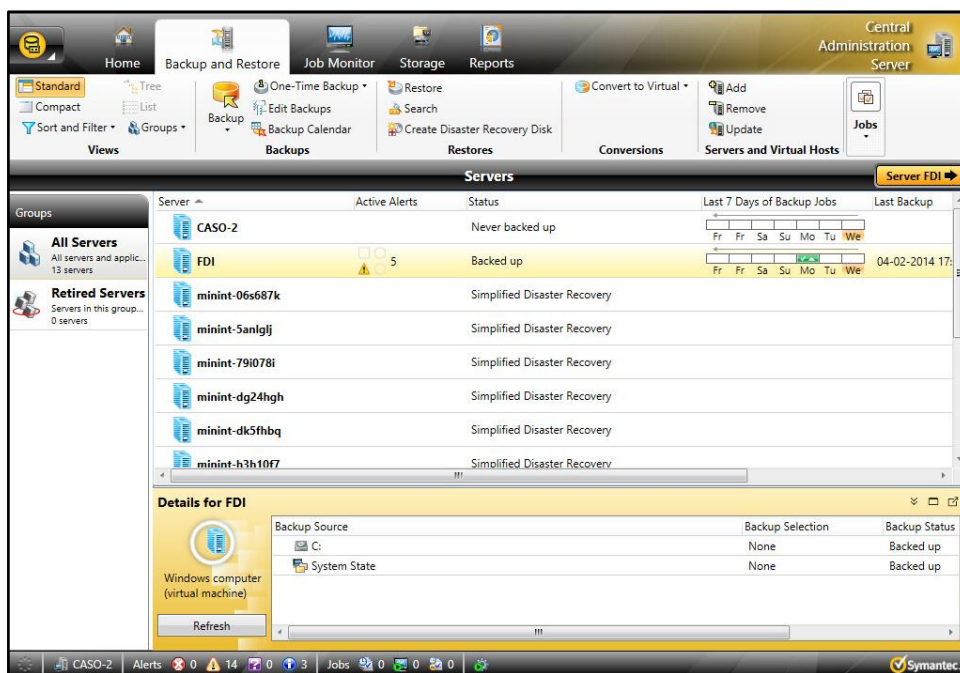 Central
Administration
Server
Home
Backup and Restore
Job Monitor
Storage
Reports
Standard
Tree
Compact
List
Sort and Filter
Groups
Views
Backup
One-Time Backup
Edit Backups
Backup Calendar
Backups
Restore
Search
Create Disaster Recovery Disk
Restores
Convert to Virtual
Conversions
Add
Remove
Update
Servers and Virtual Hosts
Jobs
Servers
Server FDI
Groups
All Servers
All servers and applic...
13 servers
Retired Servers
Servers in this group...
0 servers
Server Active Alerts Status Last 7 Days of Backup Jobs Last Backup
CASO-2 Never backed up
Fr Fr Sa Su Mo Tu We
FDI 5 Backed up 04-02-2014 17:
Fr Fr Sa Su Mo Tu We
minint-06s687k Simplified Disaster Recovery
minint-5anlglj Simplified Disaster Recovery
minint-79i078i Simplified Disaster Recovery
minint-dg24hgh Simplified Disaster Recovery
minint-dk5fhbq Simplified Disaster Recovery
minint-h3h10f7 Simplified Disaster Recovery
Details for FDI
Windows computer
(virtual machine)
Refresh
Backup Source Backup Selection Backup Status
C: None Backed up
System State None Backed up
CASO-2 Alerts 0 14 0 3 Jobs 0 0 0
Symantec.